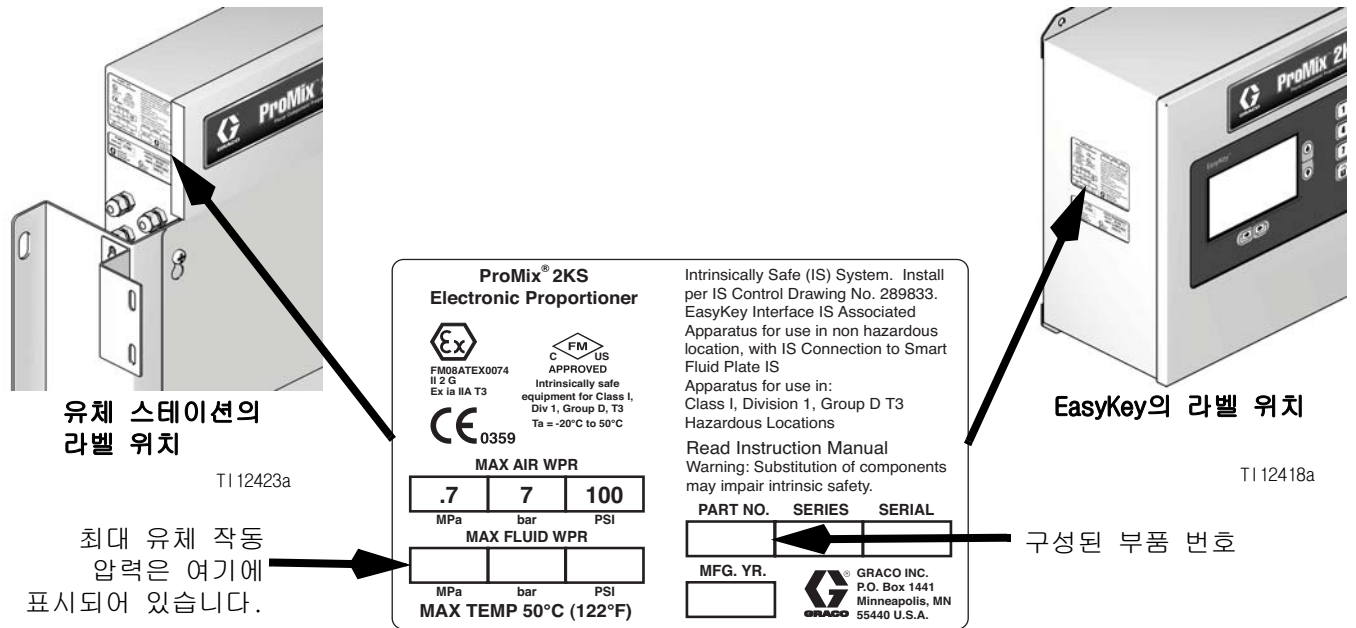 ProMix
GRACO
유체 스테이션의
라벨 위치
TI12423a
최대 유체 작동
압력은 여기에
표시되어 있습니다.
ProMix® 2KS
Electronic Proportioner
Ex
FM08ATEX0074
II 2 G
Ex ia IIA T3
CE 0359
FM
C US
APPROVED
Intrinsically safe
equipment for Class I,
Div 1, Group D, T3
Ta = -20°C to 50°C
MAX AIR WPR
.7 7 100
MPa bar PSI
MAX FLUID WPR
MPa bar PSI
MAX TEMP 50°C (122°F)
Intrinsically Safe (IS) System. Install
per IS Control Drawing No. 289833.
EasyKey Interface IS Associated
Apparatus for use in non hazardous
location, with IS Connection to Smart
Fluid Plate IS
Apparatus for use in:
Class I, Division 1, Group D T3
Hazardous Locations
Read Instruction Manual
Warning: Substitution of components
may impair intrinsic safety.
PART NO. SERIES SERIAL
MFG. YR.
GRACO
GRACO INC.
P.O. Box 1441
Minneapolis, MN
55440 U.S.A.
ProMix 2K
GRACO
EasyKey
EasyKey의 라벨 위치
TI12418a
구성된 부품 번호